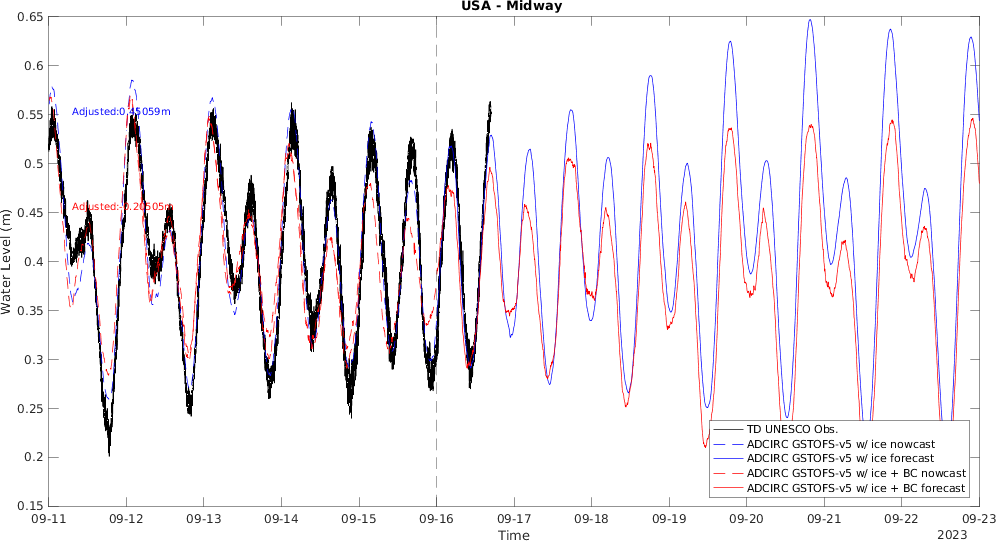 USA - Midway
0.65
0.6
0.55
0.5
0.45
0.4
0.35
0.3
0.25
0.2
0.15
Water Level (m)
Adjusted:0.45059m
Adjusted:-0.20505m
TD UNESCO Obs.
ADCIRC GSTOFS-v5 w/ ice nowcast
ADCIRC GSTOFS-v5 w/ ice forecast
ADCIRC GSTOFS-v5 w/ ice + BC nowcast
ADCIRC GSTOFS-v5 w/ ice + BC forecast
09-11 09-12 09-13 09-14 09-15 09-16 09-17 09-18 09-19 09-20 09-21 09-22 09-23
Time
2023